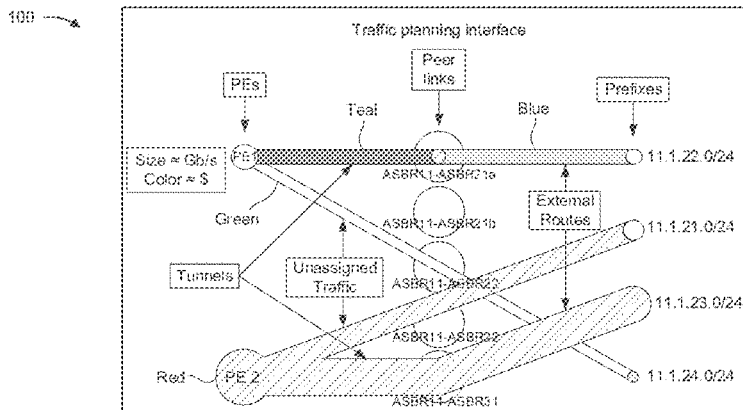 100
Traffic planning interface
PEs
Peer
links
Prefixes
Teal
Blue
Size ≈ Gb/s
Color ≈ $
PE1
11.1.22.0/24
ASBR11-ASBR21a
Green
External
Routes
ASBR11-ASBR21b
11.1.21.0/24
Tunnels
Unassigned
Traffic
ASBR11-ASBR22
11.1.23.0/24
ASBR11-ASBR32
Red
PE 2
11.1.24.0/24
ASBR11-ASBR31